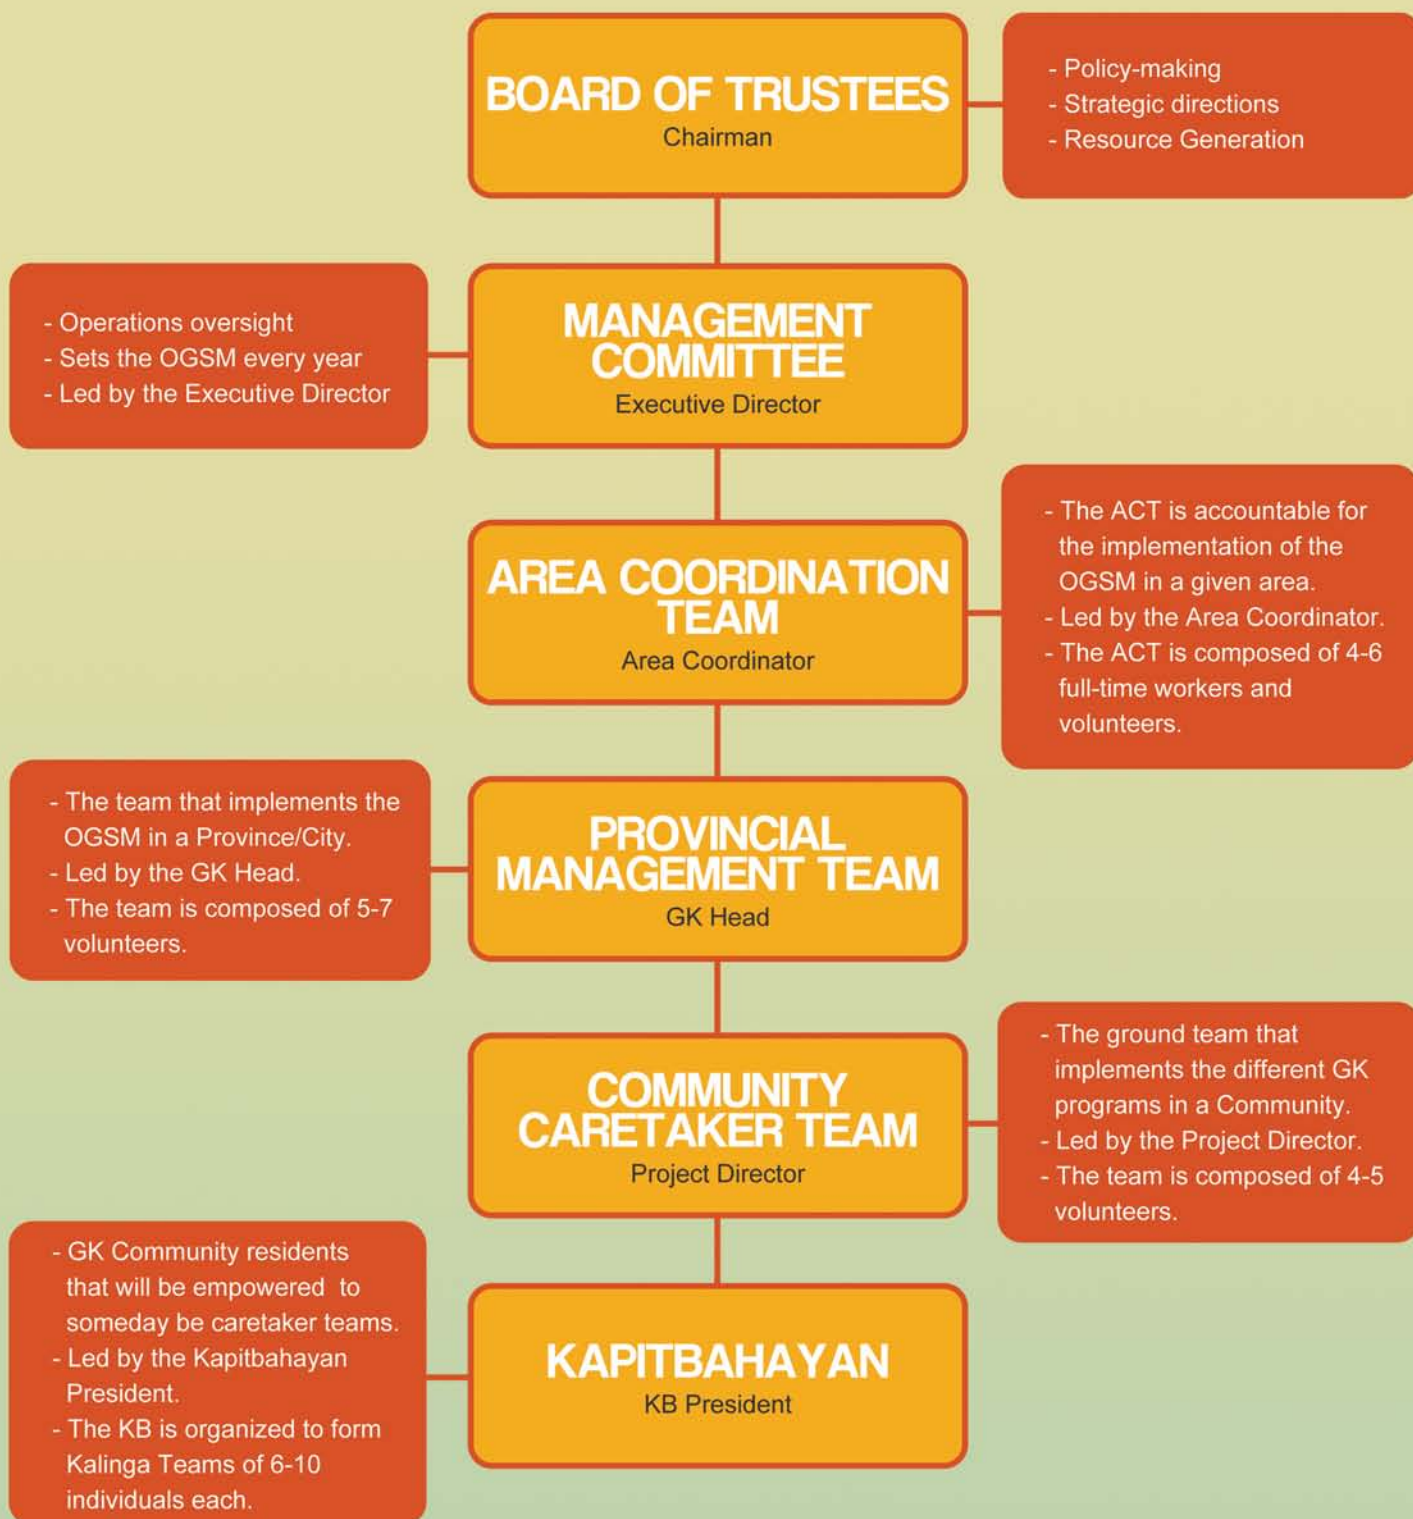 BOARD OF TRUSTEES
Chairman
- Policy-making
- Strategic directions
- Resource Generation
MANAGEMENT
COMMITTEE
Executive Director
- Operations oversight
- Sets the OGSM every year
- Led by the Executive Director
AREA COORDINATION
TEAM
Area Coordinator
- The ACT is accountable for
the implementation of the
OGSM in a given area.
- Led by the Area Coordinator.
- The ACT is composed of 4-6
full-time workers and
volunteers.
PROVINCIAL
MANAGEMENT TEAM
GK Head
- The team that implements the
OGSM in a Province/City.
- Led by the GK Head.
- The team is composed of 5-7
volunteers.
COMMUNITY
CARETAKER TEAM
Project Director
- The ground team that
implements the different GK
programs in a Community.
- Led by the Project Director.
- The team is composed of 4-5
volunteers.
KAPITBAHAYAN
KB President
- GK Community residents
that will be empowered to
someday be caretaker teams.
- Led by the Kapitbahayan
President.
- The KB is organized to form
Kalinga Teams of 6-10
individuals each.